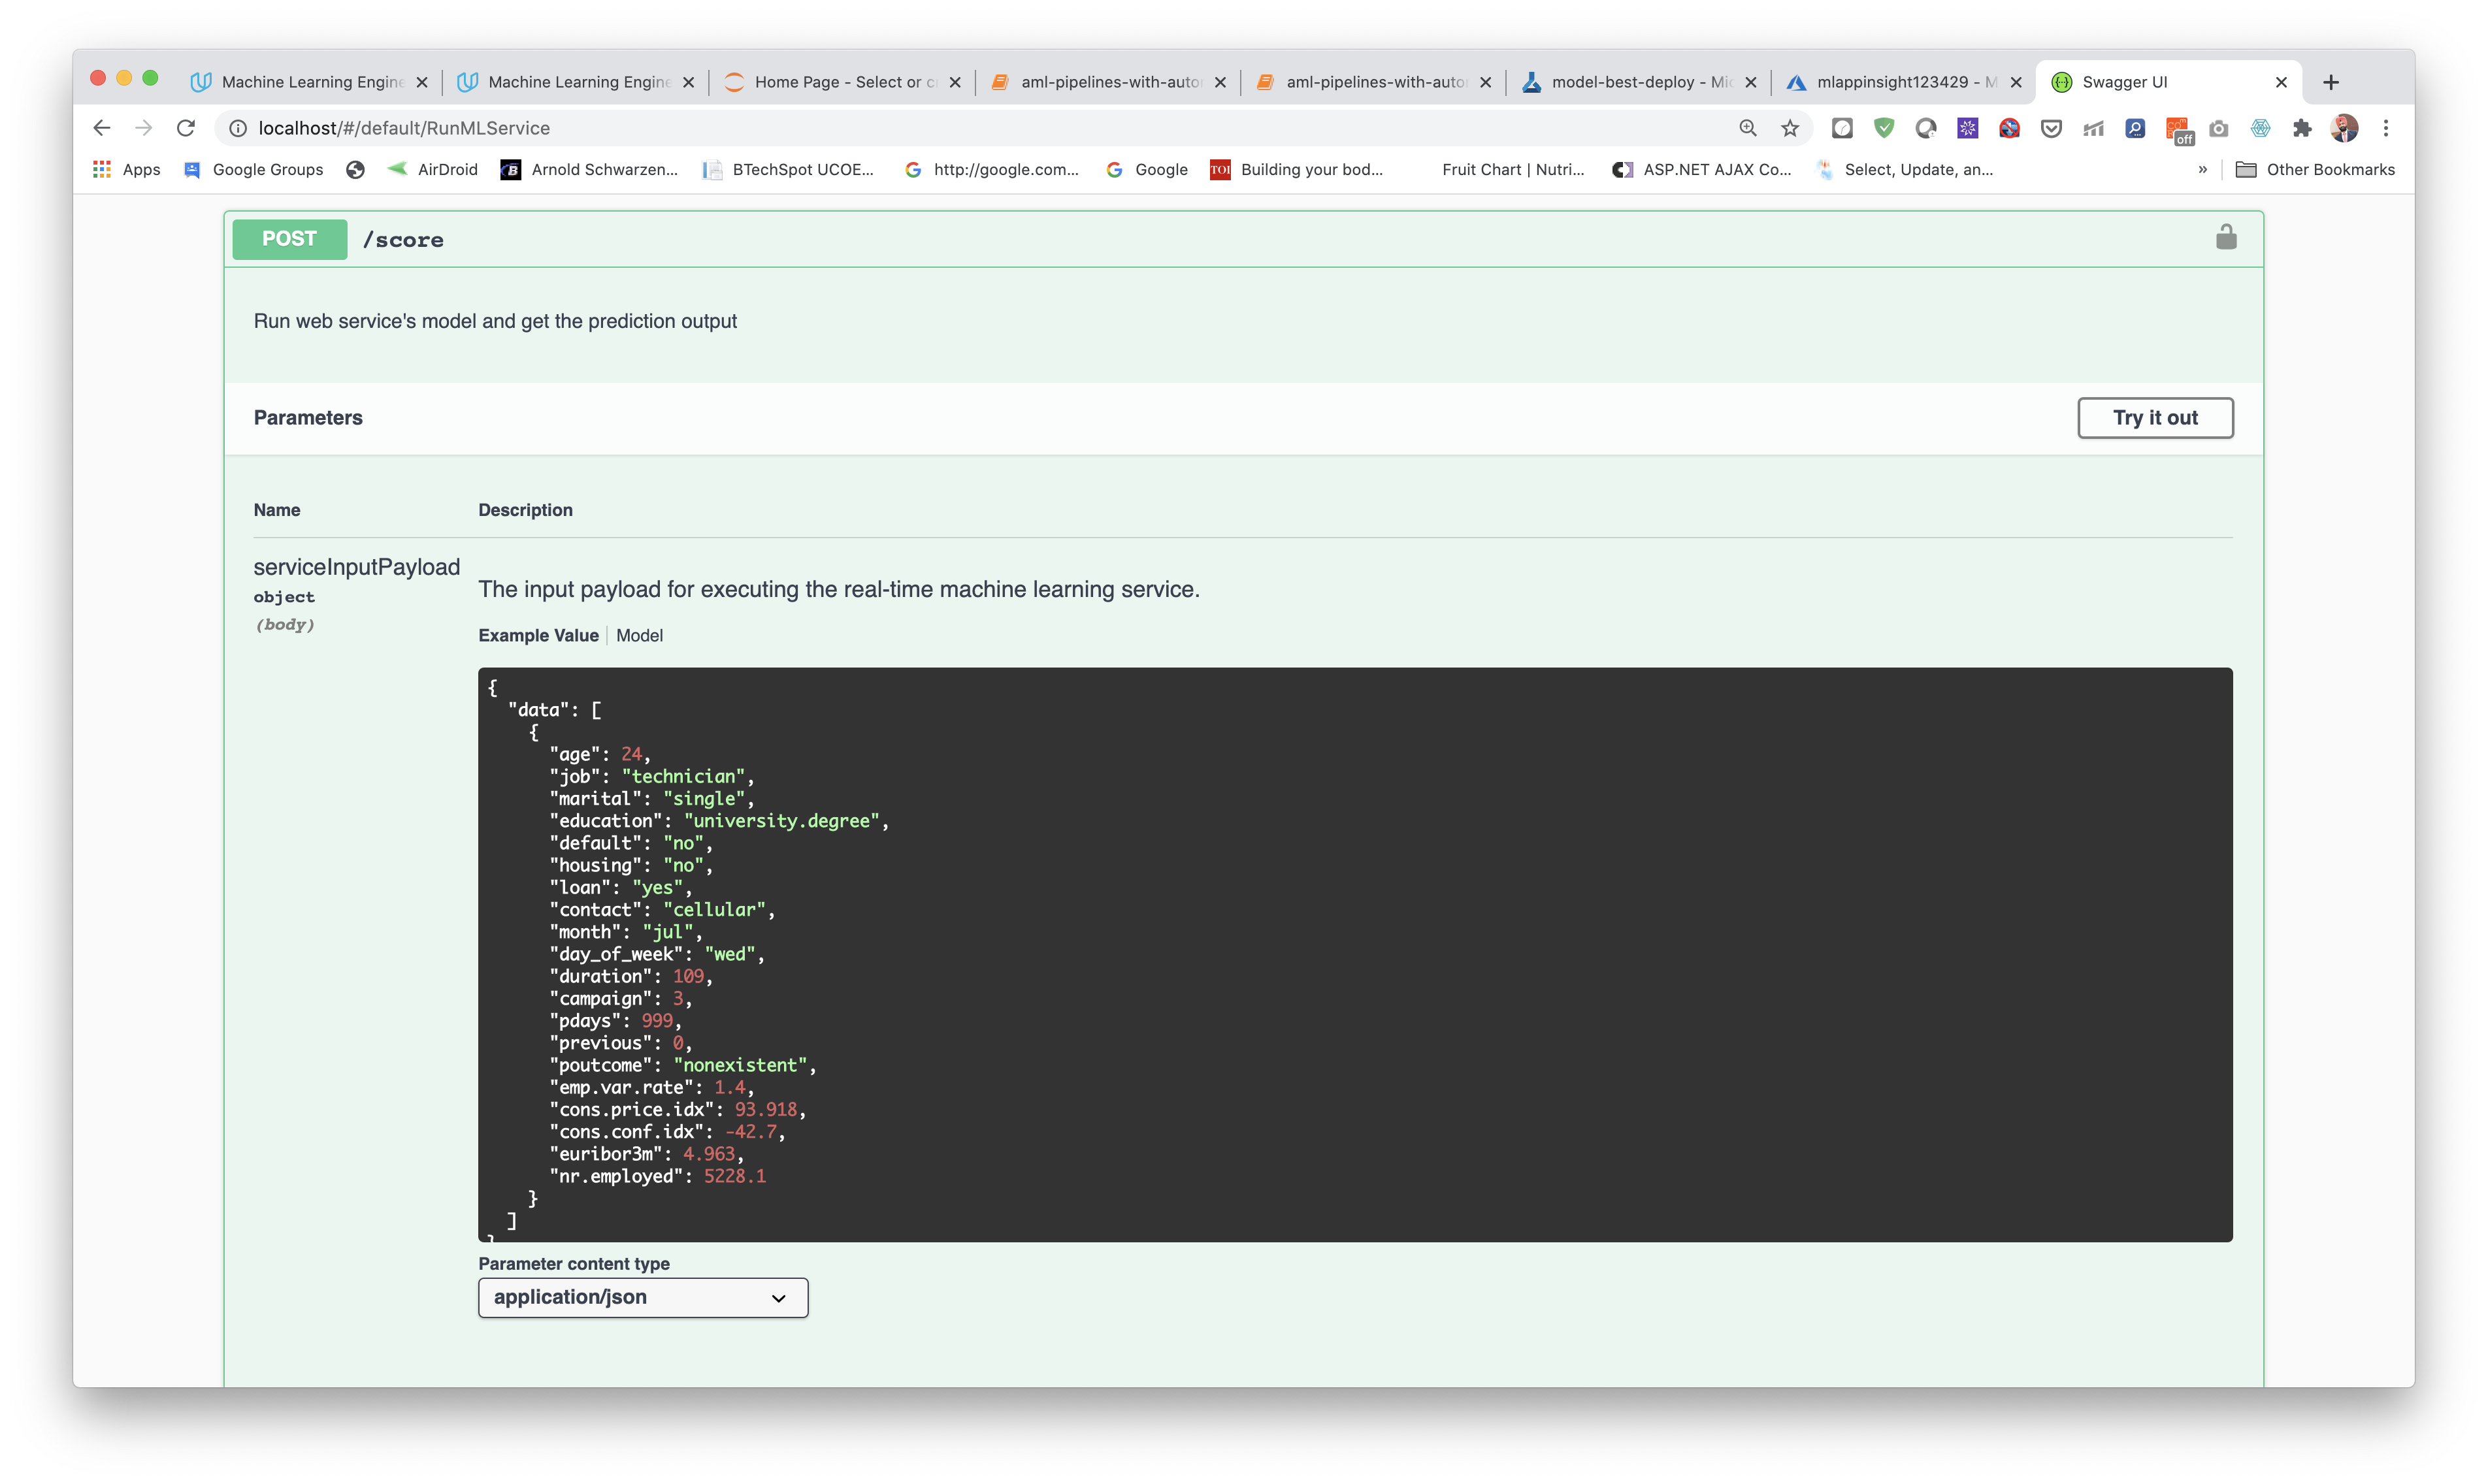 Machine Learning Engine
Machine Learning Engine
Home Page - Select or c
aml-pipelines-with-auto
aml-pipelines-with-auto
model-best-deploy - Mic
mlappinsight123429 - M
Swagger UI
localhost/#/default/RunMLService
off
Apps
Google Groups
AirDroid
Arnold Schwarzen...
BTechSpot UCOE...
http://google.com...
Google
TOI
Building your bod...
Fruit Chart | Nutri...
ASP.NET AJAX Co...
Select, Update, an...
»
Other Bookmarks
POST /score
Run web service's model and get the prediction output
Parameters
Try it out
Name Description
serviceInputPayload
object
(body)
The input payload for executing the real-time machine learning service.
Example Value | Model
{
"data": [
{
"age": 24,
"job": "technician",
"marital": "single",
"education": "university.degree",
"default": "no",
"housing": "no",
"loan": "yes",
"contact": "cellular",
"month": "jul",
"day_of_week": "wed",
"duration": 109,
"campaign": 3,
"pdays": 999,
"previous": 0,
"poutcome": "nonexistent",
"emp.var.rate": 1.4,
"cons.price.idx": 93.918,
"cons.conf.idx": -42.7,
"euribor3m": 4.963,
"nr.employed": 5228.1
}
]
}
Parameter content type
application/json